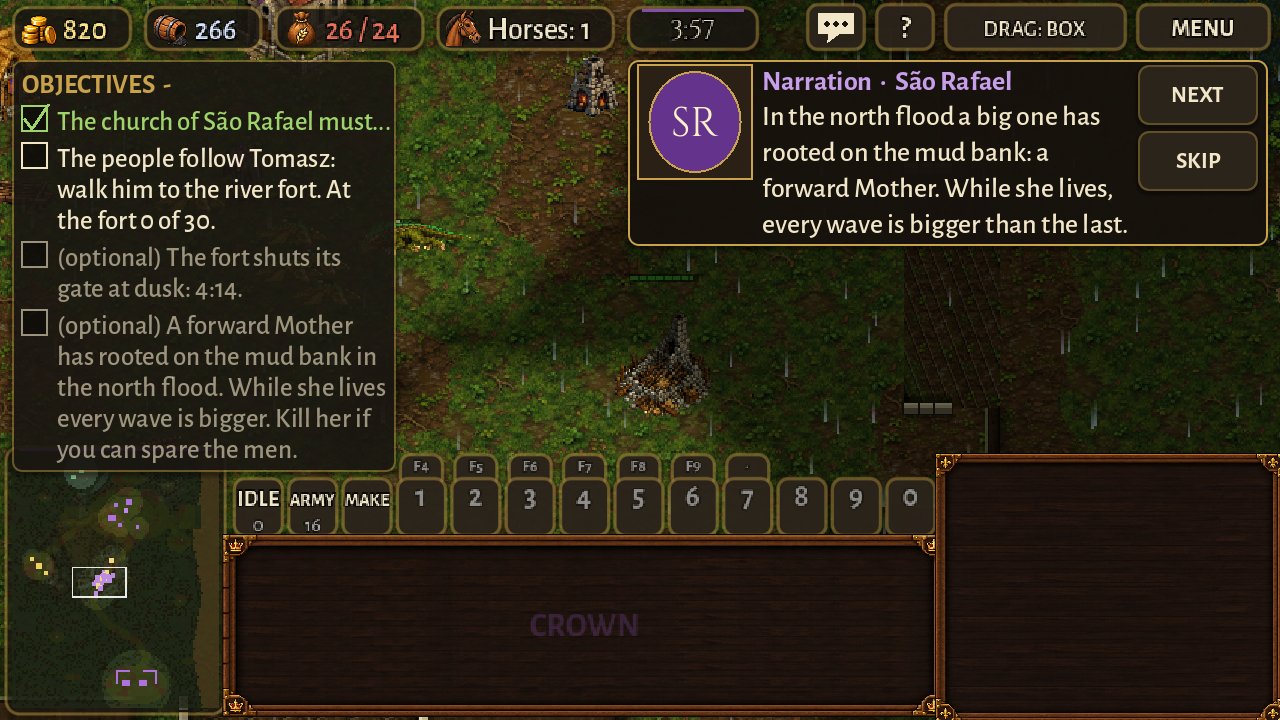 820
266
26 / 24
Horses: 1
3:57
?
DRAG: BOX
MENU
OBJECTIVES -
The church of São Rafael must...
The people follow Tomasz:
walk him to the river fort. At
the fort 0 of 30.
(optional) The fort shuts its
gate at dusk: 4:14.
(optional) A forward Mother
has rooted on the mud bank in
the north flood. While she lives
every wave is bigger. Kill her if
you can spare the men.
SR
Narration · São Rafael
In the north flood a big one has
rooted on the mud bank: a
forward Mother. While she lives,
every wave is bigger than the last.
NEXT
SKIP
F4 F5 F6 F7 F8 F9 .
IDLE ARMY MAKE 1 2 3 4 5 6 7 8 9 0
0 16
CROWN